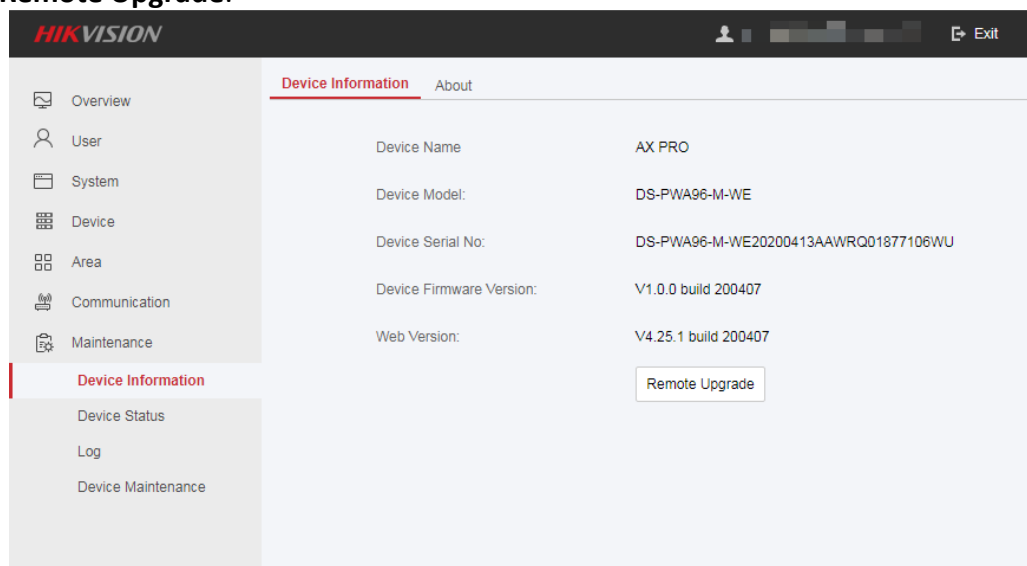 Remote Upgrade.
HIKVISION
Exit
Device Information About
Overview
User
System
Device
Area
Communication
Maintenance
Device Information
Device Status
Log
Device Maintenance
Device Name AX PRO
Device Model: DS-PWA96-M-WE
Device Serial No: DS-PWA96-M-WE20200413AAWRQ01877106WU
Device Firmware Version: V1.0.0 build 200407
Web Version: V4.25.1 build 200407
Remote Upgrade